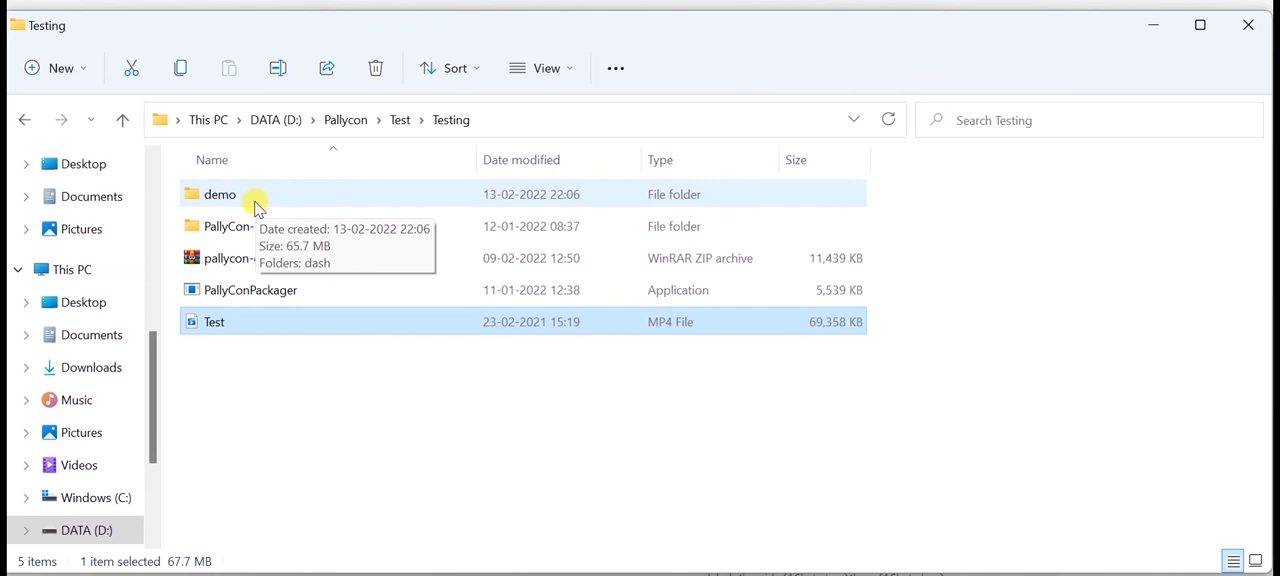 Testing
New
Sort
View
This PC > DATA (D:) > Pallycon > Test > Testing
Search Testing
Desktop
Documents
Pictures
This PC
Desktop
Documents
Downloads
Music
Pictures
Videos
Windows (C:)
DATA (D:)
Name Date modified Type Size
demo 13-02-2022 22:06 File folder
PallyCon- 12-01-2022 08:37 File folder
pallycon- 09-02-2022 12:50 WinRAR ZIP archive 11,439 KB
PallyConPackager 11-01-2022 12:38 Application 5,539 KB
Test 23-02-2021 15:19 MP4 File 69,358 KB
Date created: 13-02-2022 22:06
Size: 65.7 MB
Folders: dash
5 items 1 item selected 67.7 MB